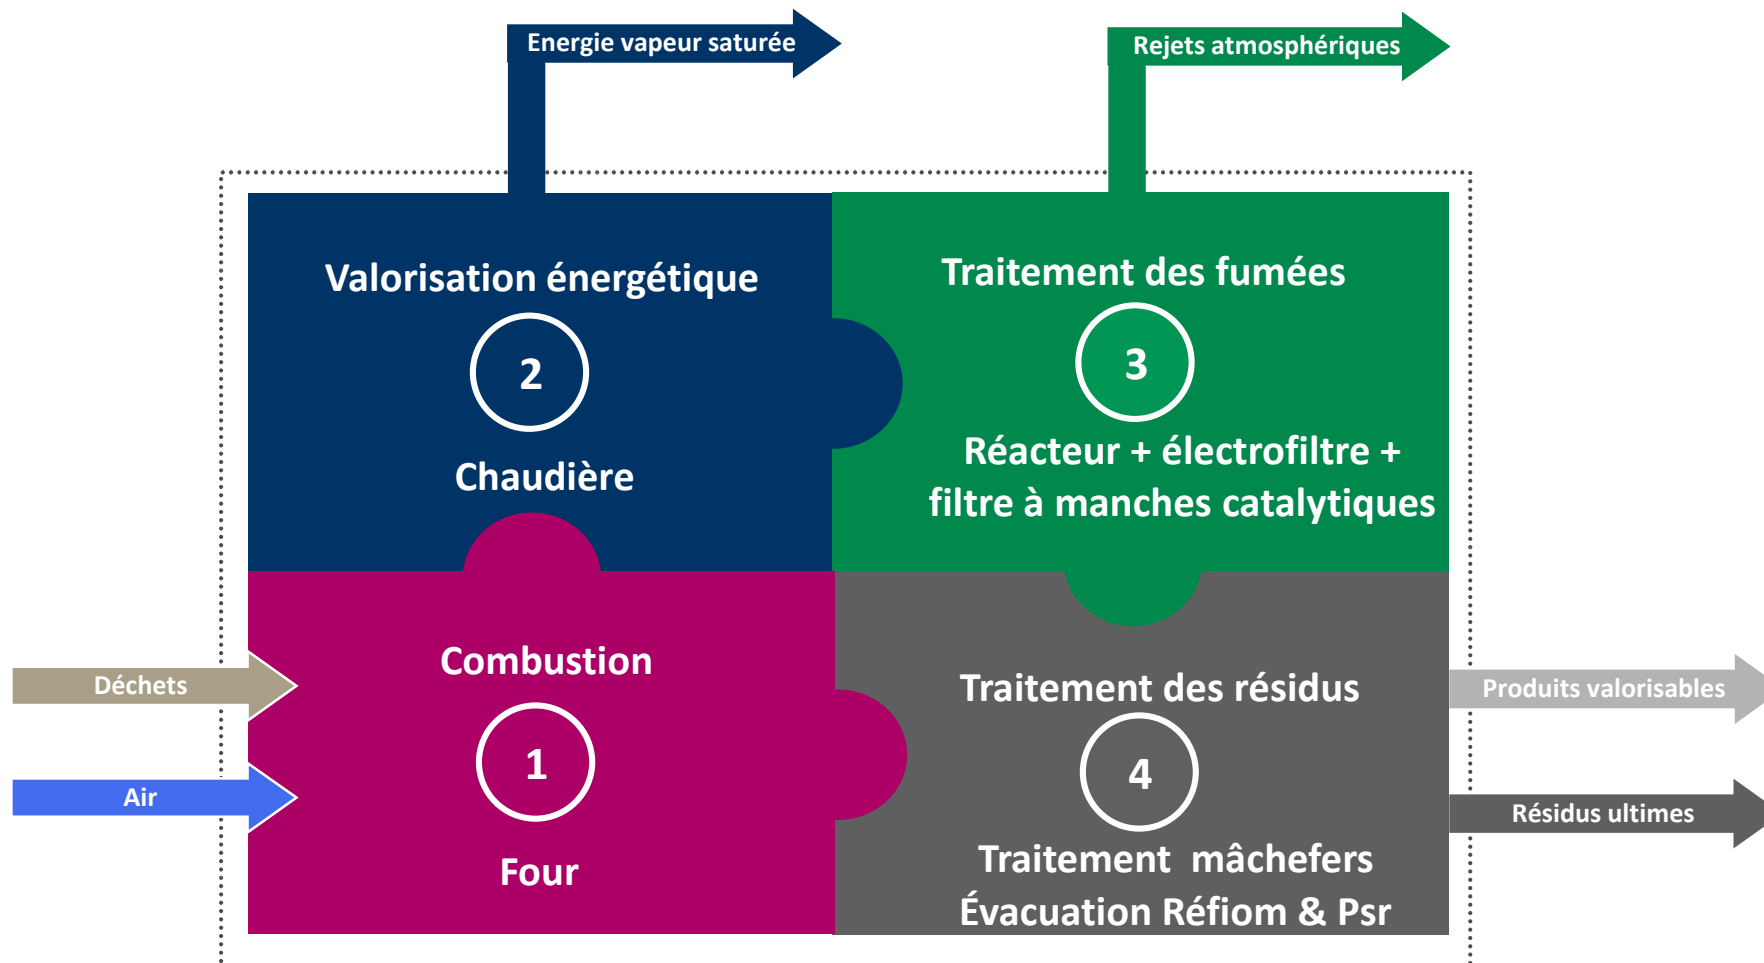 Energie vapeur saturée
Rejets atmosphériques
Valorisation énergétique
2
Chaudière
Traitement des fumées
3
Réacteur + électrofiltre +
filtre à manches catalytiques
Déchets
Air
Combustion
1
Four
Traitement des résidus
4
Traitement mâchefers
Évacuation Réfiom & Psr
Produits valorisables
Résidus ultimes